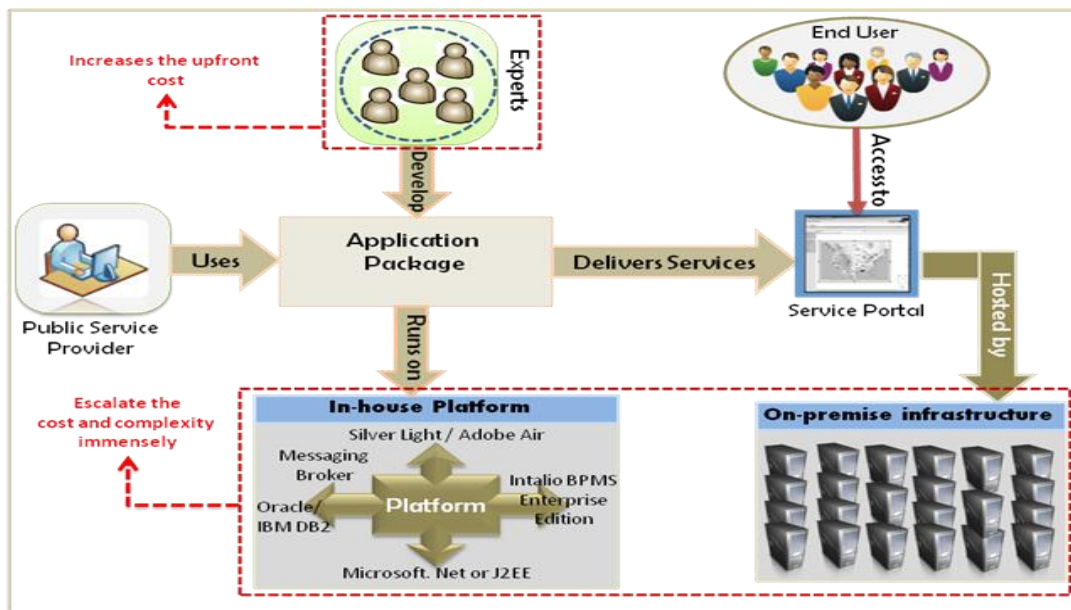 Increases the upfront
cost
Experts
End User
Develop
Access to
Public Service
Provider
Uses
Application
Package
Delivers Services
Service Portal
Hosted by
Runs on
Escalate the
cost and complexity
immensely
In-house Platform
Silver Light / Adobe Air
Messaging
Broker
Oracle/
IBM DB2
Platform
Intalio BPMS
Enterprise
Edition
Microsoft. Net or J2EE
On-premise infrastructure